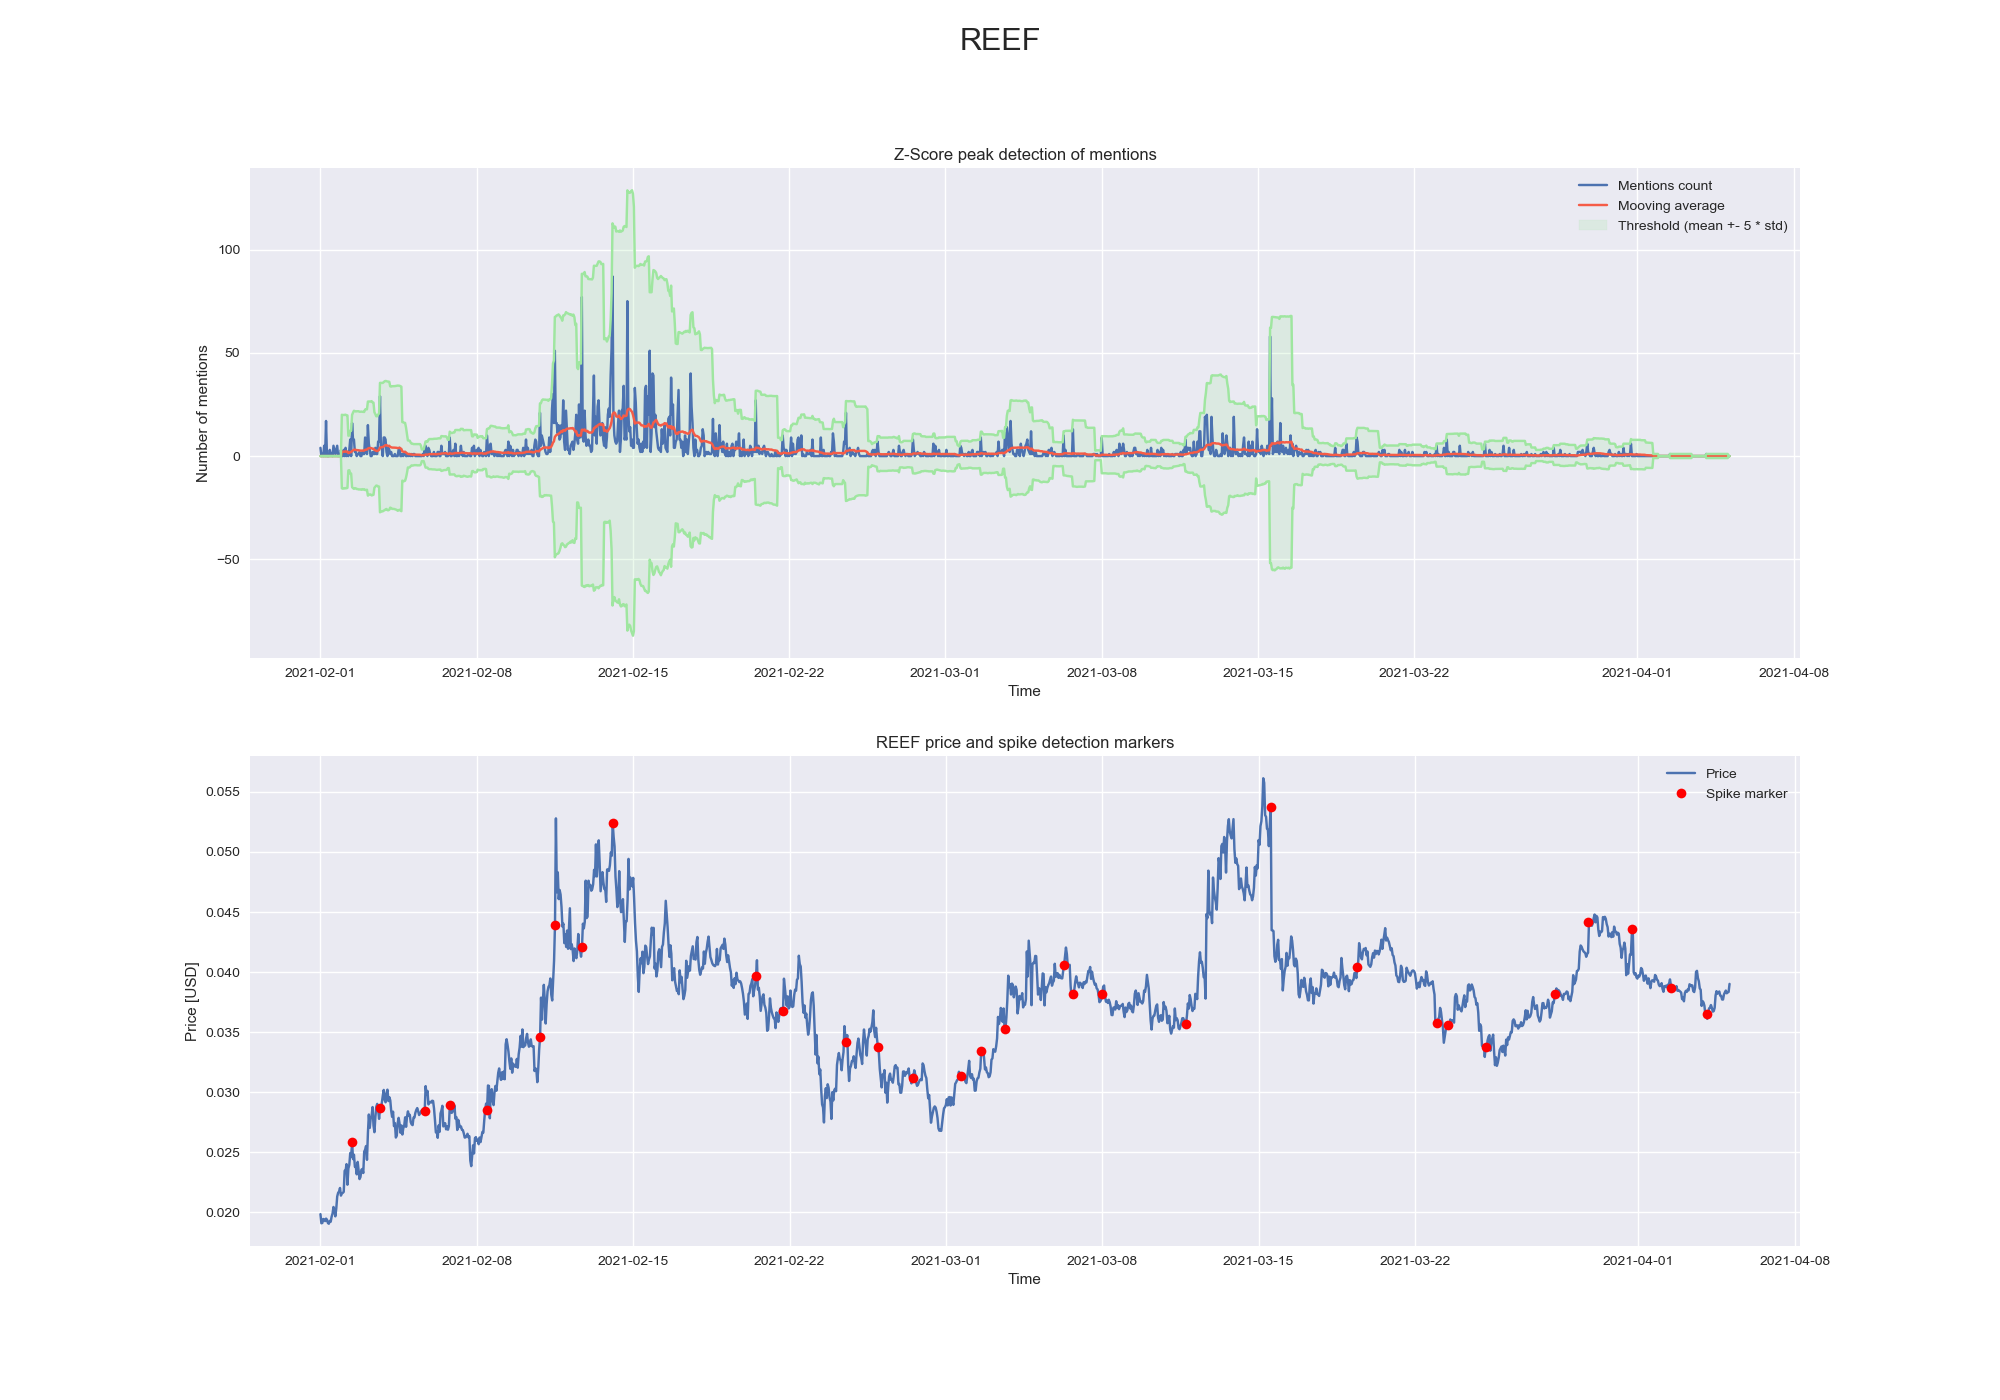 REEF
Z-Score peak detection of mentions
Mentions count
Mooving average
Threshold (mean +- 5 * std)
100
50
0
−50
Number of mentions
2021-02-01 2021-02-08 2021-02-15 2021-02-22 2021-03-01 2021-03-08 2021-03-15 2021-03-22 2021-04-01 2021-04-08
Time
REEF price and spike detection markers
Price
Spike marker
0.055
0.050
0.045
0.040
0.035
0.030
0.025
0.020
Price [USD]
2021-02-01 2021-02-08 2021-02-15 2021-02-22 2021-03-01 2021-03-08 2021-03-15 2021-03-22 2021-04-01 2021-04-08
Time